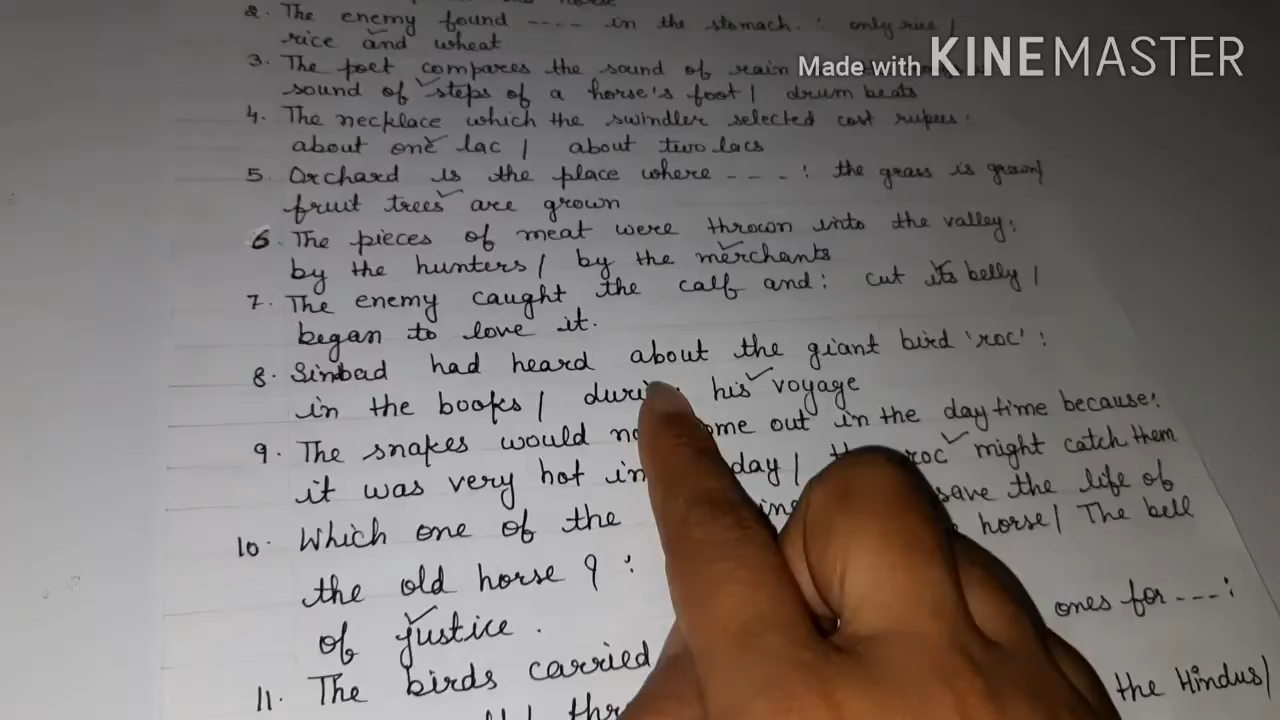 2. The enemy found ---- in the stomach. : only rice /
rice and wheat
3. The poet compares the sound of rain
Made with KINEMASTER
sound of steps of a horse's foot / drum beats
4. The necklace which the swindler selected cost rupees.
about one lac / about two lacs
5. Orchard is the place where ---- : the grass is grown /
fruit trees are grown
6. The pieces of meat were thrown into the valley:
by the hunters / by the merchants
7. The enemy caught the calf and: cut its belly /
began to love it.
8. Sinbad had heard about the giant bird 'roc' :
in the books / his voyage
9. The snakes would come out in the day time because:
it was very hot in day / roc might catch them
10. Which one of the save the life of
the old horse ? : horse / The bell
of justice.
11. The birds carried ones for ---- :
the Hindus /